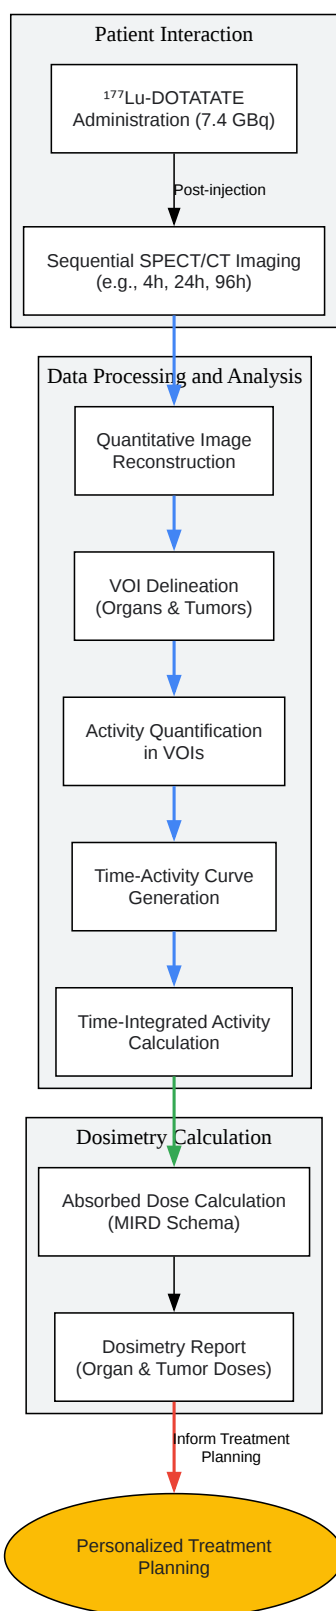 Patient Interaction
¹⁷⁷Lu-DOTATATE
Administration (7.4 GBq)
Post-injection
Sequential SPECT/CT Imaging
(e.g., 4h, 24h, 96h)
Data Processing and Analysis
Quantitative Image
Reconstruction
VOI Delineation
(Organs & Tumors)
Activity Quantification
in VOIs
Time-Activity Curve
Generation
Time-Integrated Activity
Calculation
Dosimetry Calculation
Absorbed Dose Calculation
(MIRD Schema)
Dosimetry Report
(Organ & Tumor Doses)
Inform Treatment
Planning
Personalized Treatment
Planning